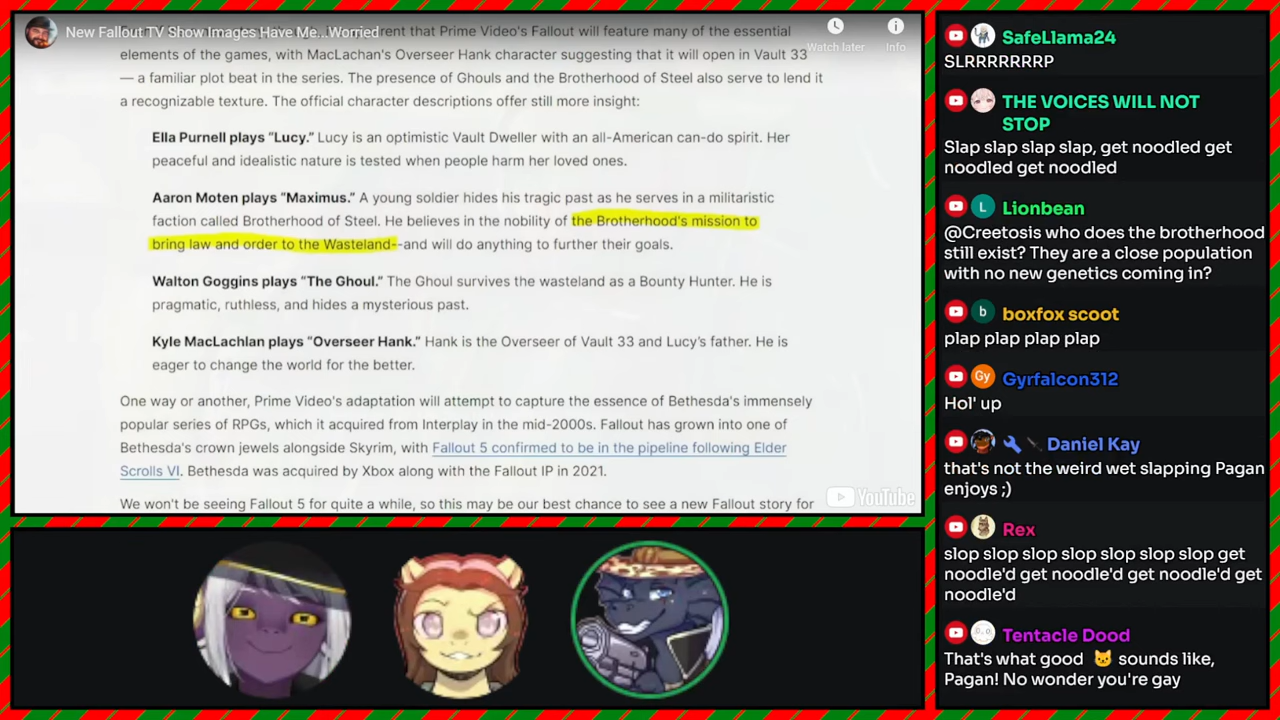 New Fallout TV Show Images Have Me...Worried
Watch later
Info
rent that Prime Video's Fallout will feature many of the essential
elements of the games, with MacLachan's Overseer Hank character suggesting that it will open in Vault 33
— a familiar plot beat in the series. The presence of Ghouls and the Brotherhood of Steel also serve to lend it
a recognizable texture. The official character descriptions offer still more insight:
Ella Purnell plays “Lucy.” Lucy is an optimistic Vault Dweller with an all-American can-do spirit. Her
peaceful and idealistic nature is tested when people harm her loved ones.
Aaron Moten plays “Maximus.” A young soldier hides his tragic past as he serves in a militaristic
faction called Brotherhood of Steel. He believes in the nobility of the Brotherhood's mission to
bring law and order to the Wasteland--and will do anything to further their goals.
Walton Goggins plays “The Ghoul.” The Ghoul survives the wasteland as a Bounty Hunter. He is
pragmatic, ruthless, and hides a mysterious past.
Kyle MacLachlan plays “Overseer Hank.” Hank is the Overseer of Vault 33 and Lucy's father. He is
eager to change the world for the better.
One way or another, Prime Video's adaptation will attempt to capture the essence of Bethesda's immensely
popular series of RPGs, which it acquired from Interplay in the mid-2000s. Fallout has grown into one of
Bethesda's crown jewels alongside Skyrim, with Fallout 5 confirmed to be in the pipeline following Elder
Scrolls VI. Bethesda was acquired by Xbox along with the Fallout IP in 2021.
We won't be seeing Fallout 5 for quite a while, so this may be our best chance to see a new Fallout story for
YouTube
SafeLlama24
SLRRRRRRRP
THE VOICES WILL NOT
STOP
Slap slap slap slap, get noodled get
noodled get noodled
L
Lionbean
@Creetosis who does the brotherhood
still exist? They are a close population
with no new genetics coming in?
b
boxfox scoot
plap plap plap plap
Gy
Gyrfalcon312
Hol' up
Daniel Kay
that's not the weird wet slapping Pagan
enjoys ;)
Rex
slop slop slop slop slop slop slop get
noodle'd get noodle'd get noodle'd get
noodle'd
Tentacle Dood
That's what good 🐱 sounds like,
Pagan! No wonder you're gay